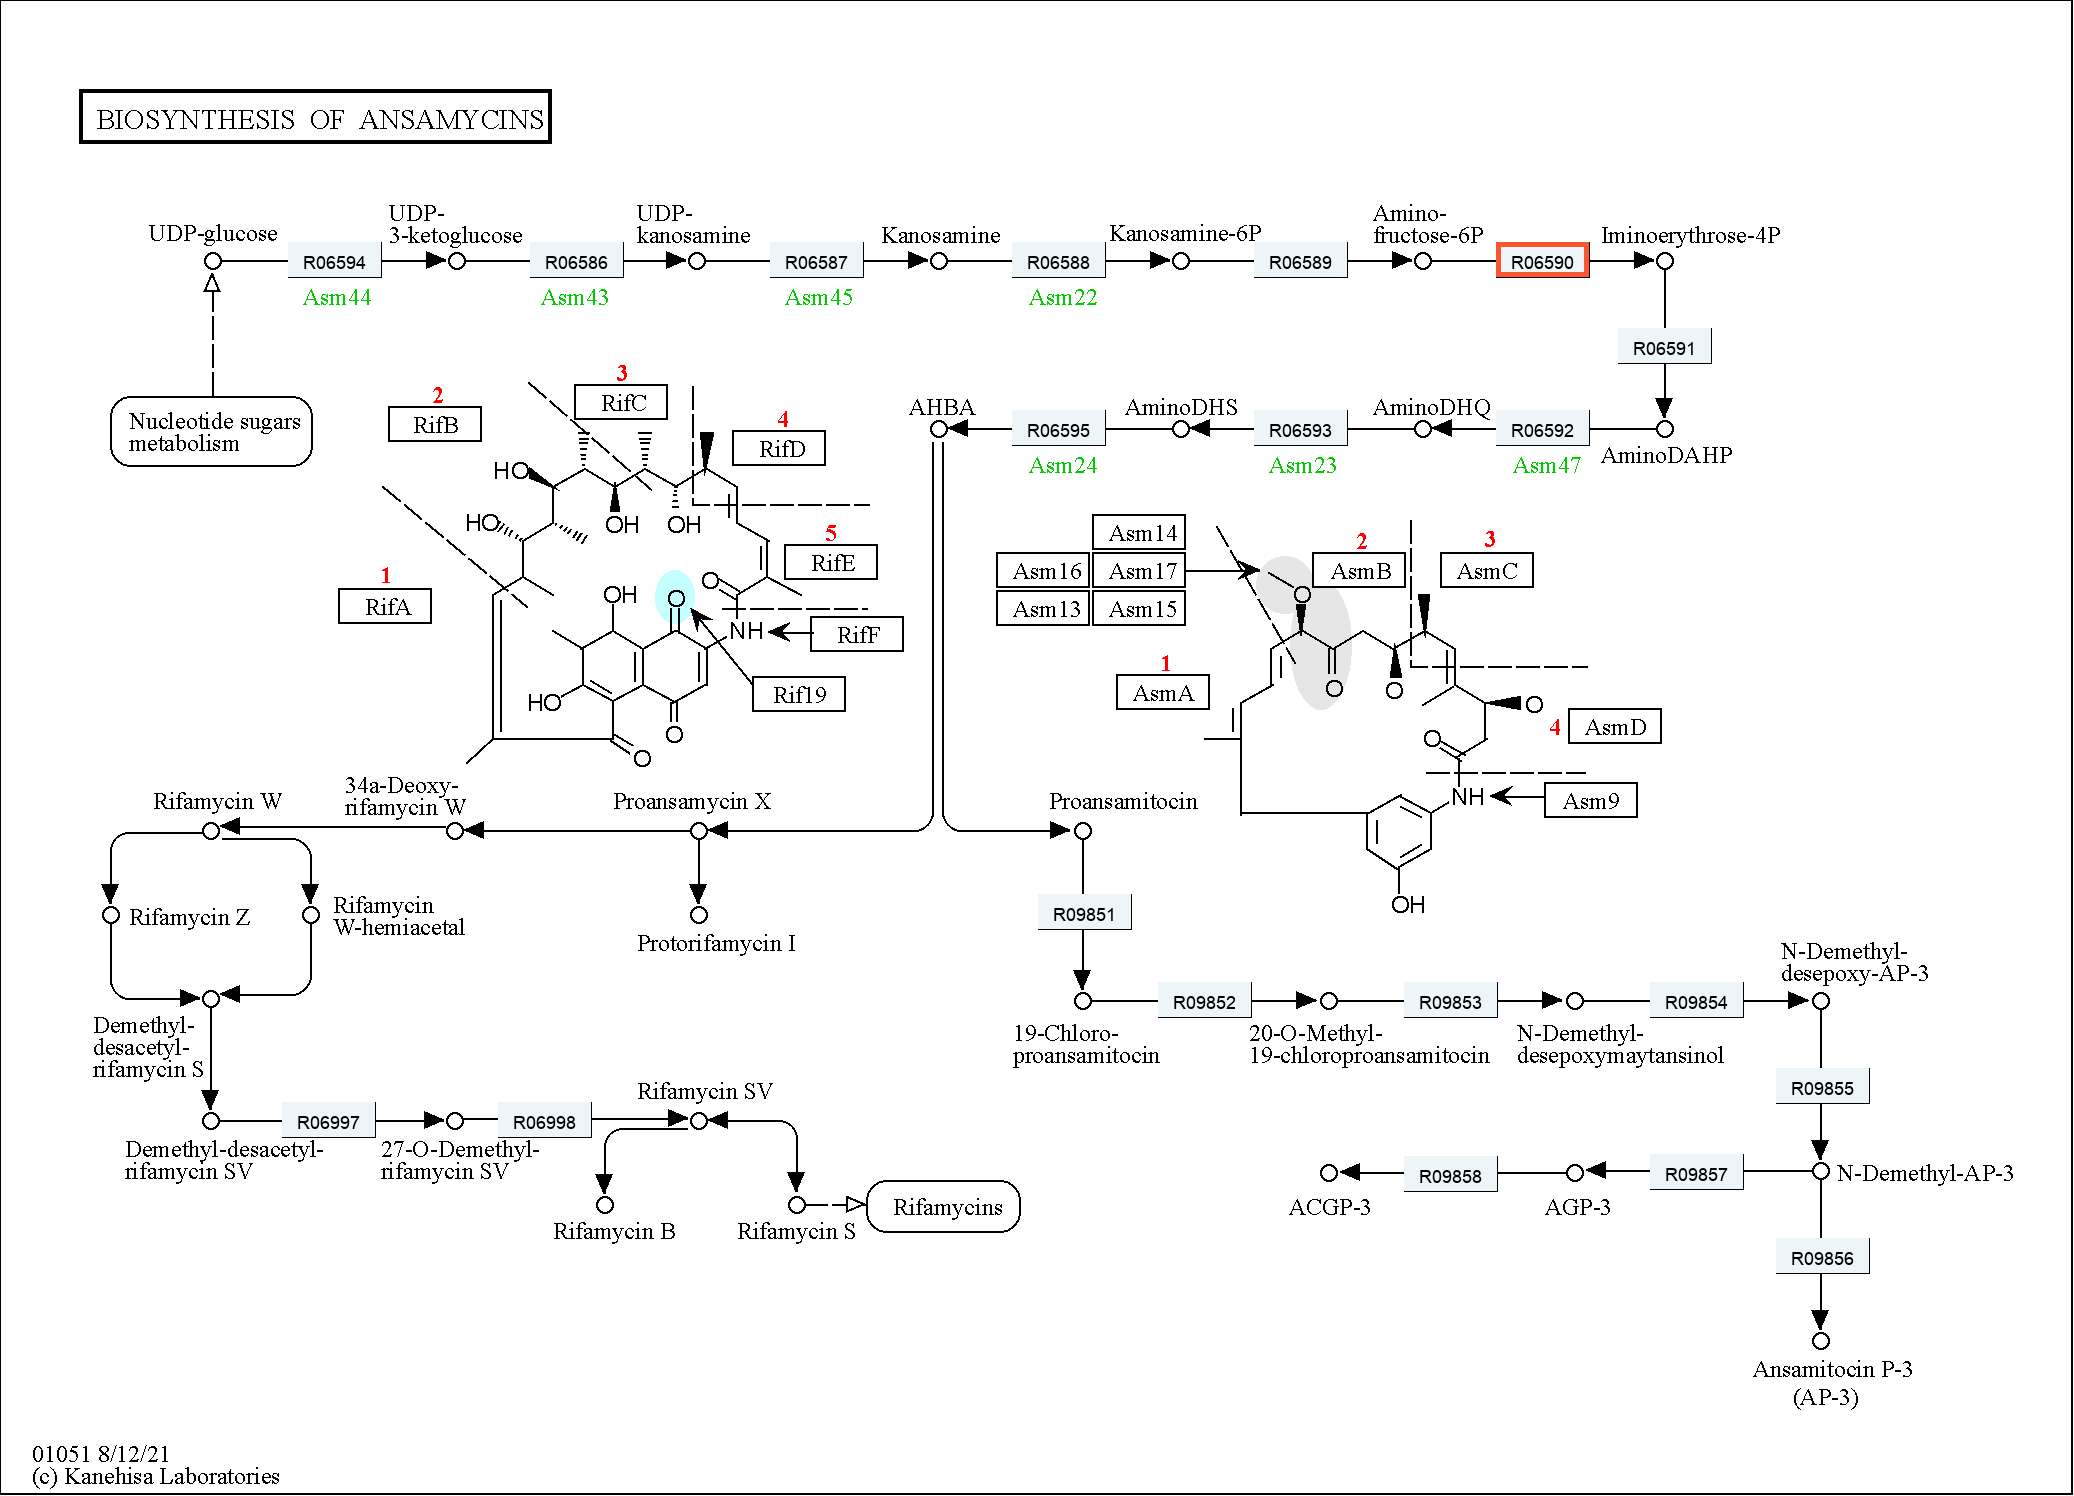 BIOSYNTHESIS OF ANSAMYCINS
UDP-glucose
UDP-
3-ketoglucose
UDP-
kanosamine
Kanosamine
Kanosamine-6P
Amino-
fructose-6P
Iminoerythrose-4P
R06594
R06586
R06587
R06588
R06589
R06590
Asm44
Asm43
Asm45
Asm22
R06591
Nucleotide sugars
metabolism
AHBA
AminoDHS
AminoDHQ
AminoDAHP
R06595
R06593
R06592
Asm24
Asm23
Asm47
1
RifA
2
RifB
3
RifC
4
RifD
5
RifE
RifF
Rif19
HO
HO
OH
OH
O
OH
O
NH
HO
O
O
Asm14
Asm16
Asm17
Asm13
Asm15
1
AsmA
2
AsmB
3
AsmC
4
AsmD
Asm9
O
O
O
O
O
NH
OH
Rifamycin W
34a-Deoxy-
rifamycin W
Proansamycin X
Proansamitocin
Rifamycin Z
Rifamycin
W-hemiacetal
Protorifamycin I
R09851
Demethyl-
desacetyl-
rifamycin S
19-Chloro-
proansamitocin
R09852
20-O-Methyl-
19-chloroproansamitocin
R09853
N-Demethyl-
desepoxymaytansinol
R09854
N-Demethyl-
desepoxy-AP-3
R09855
Demethyl-desacetyl-
rifamycin SV
R06997
27-O-Demethyl-
rifamycin SV
R06998
Rifamycin SV
Rifamycin B
Rifamycin S
Rifamycins
ACGP-3
R09858
AGP-3
R09857
N-Demethyl-AP-3
R09856
Ansamitocin P-3
(AP-3)
01051 8/12/21
(c) Kanehisa Laboratories